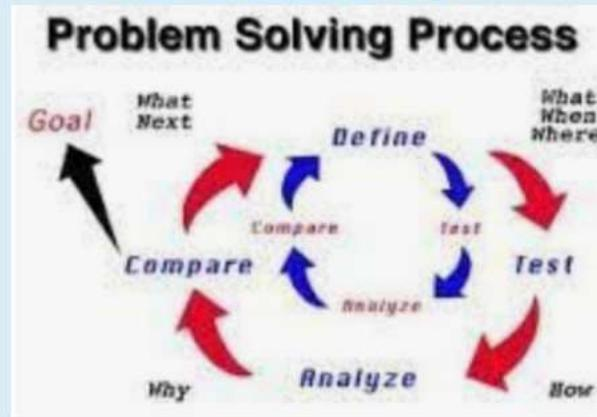 Problem Solving Process
Goal
What
Next
Define
What
When
Where
Compare
Test
Compare
Test
Analyze
Analyze
Why
How